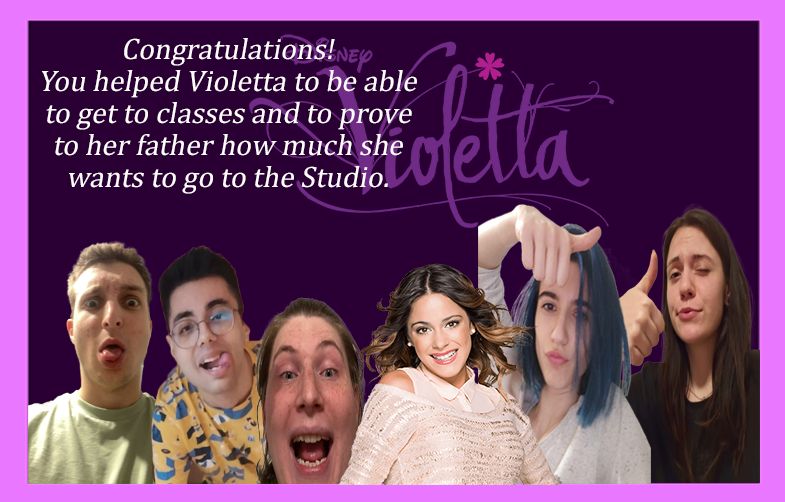 Congratulations!
You helped Violetta to be able
to get to classes and to prove
to her father how much she
wants to go to the Studio.
Disney
Violetta